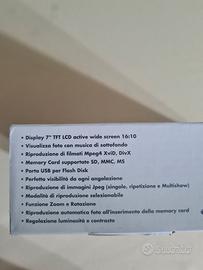 • Display 7" TFT LCD active wide screen 16:10
• Visualizza foto con musica di sottofondo
• Riproduzione di filmati Mpeg4 XviD, DivX
• Memory Card supportate SD, MMC, MS
• Porta USB per Flash Disk
• Perfetta visibilità da ogni angolazione
• Riproduzione di immagini Jpeg (singola, ripetizione e Multishow)
• Modalità di riproduzione selezionabile
• Funzione Zoom e Rotazione
• Riproduzione automatica foto all'inserimento della memory card
• Regolazione luminosità e contrasto
subito